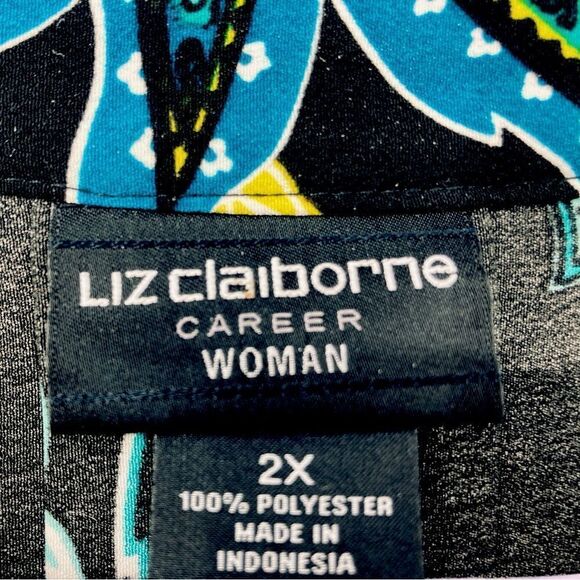 Liz claiborne
CAREER
WOMAN
2X
100% POLYESTER
MADE IN
INDONESIA